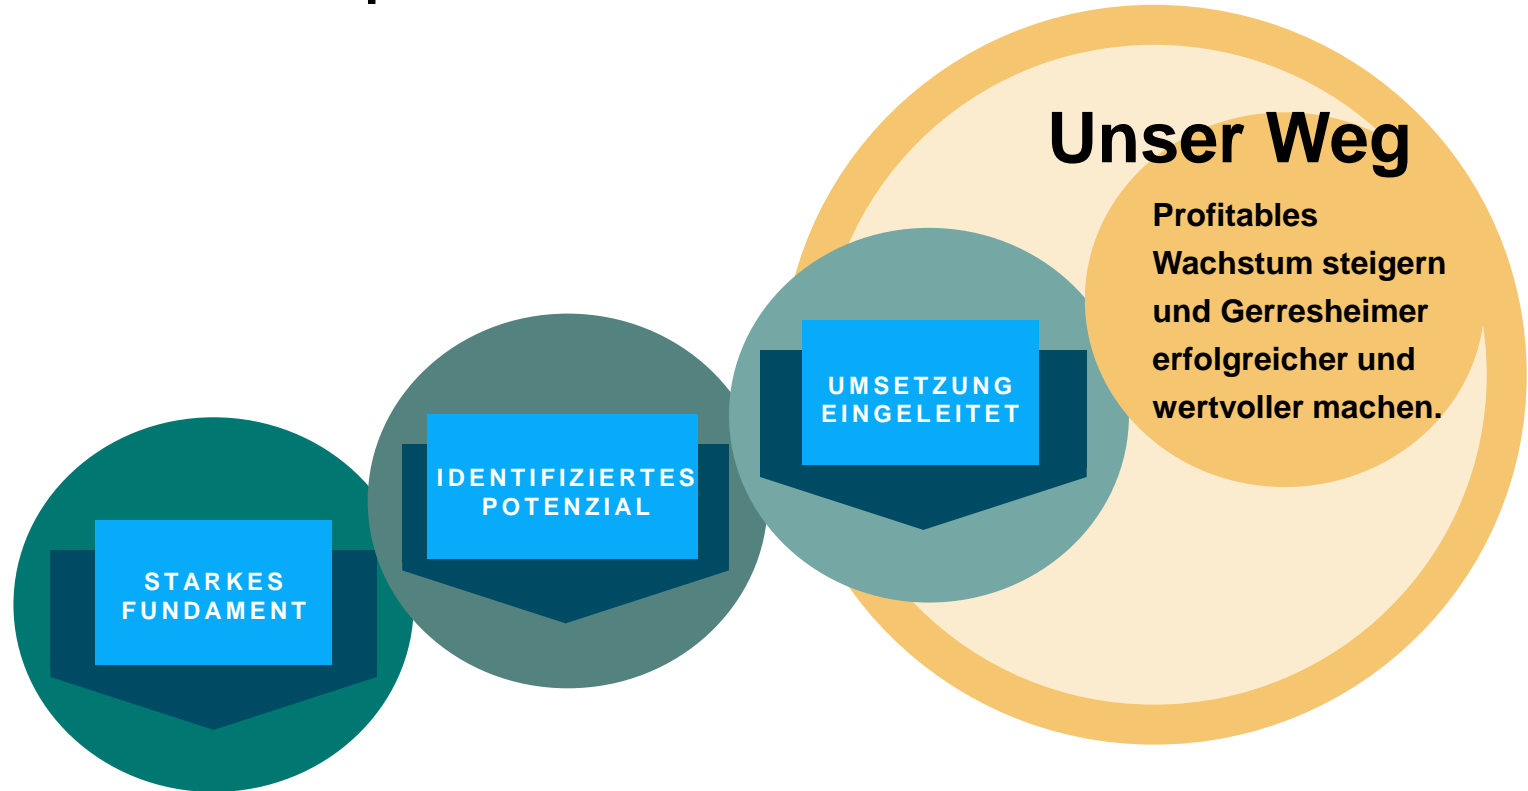 Unser Weg
Profitables
Wachstum steigern
und Gerresheimer
erfolgreicher und
wertvoller machen.
UMSETZUNG
EINGELEITET
IDENTIFIZIERTES
POTENZIAL
STARKES
FUNDAMENT